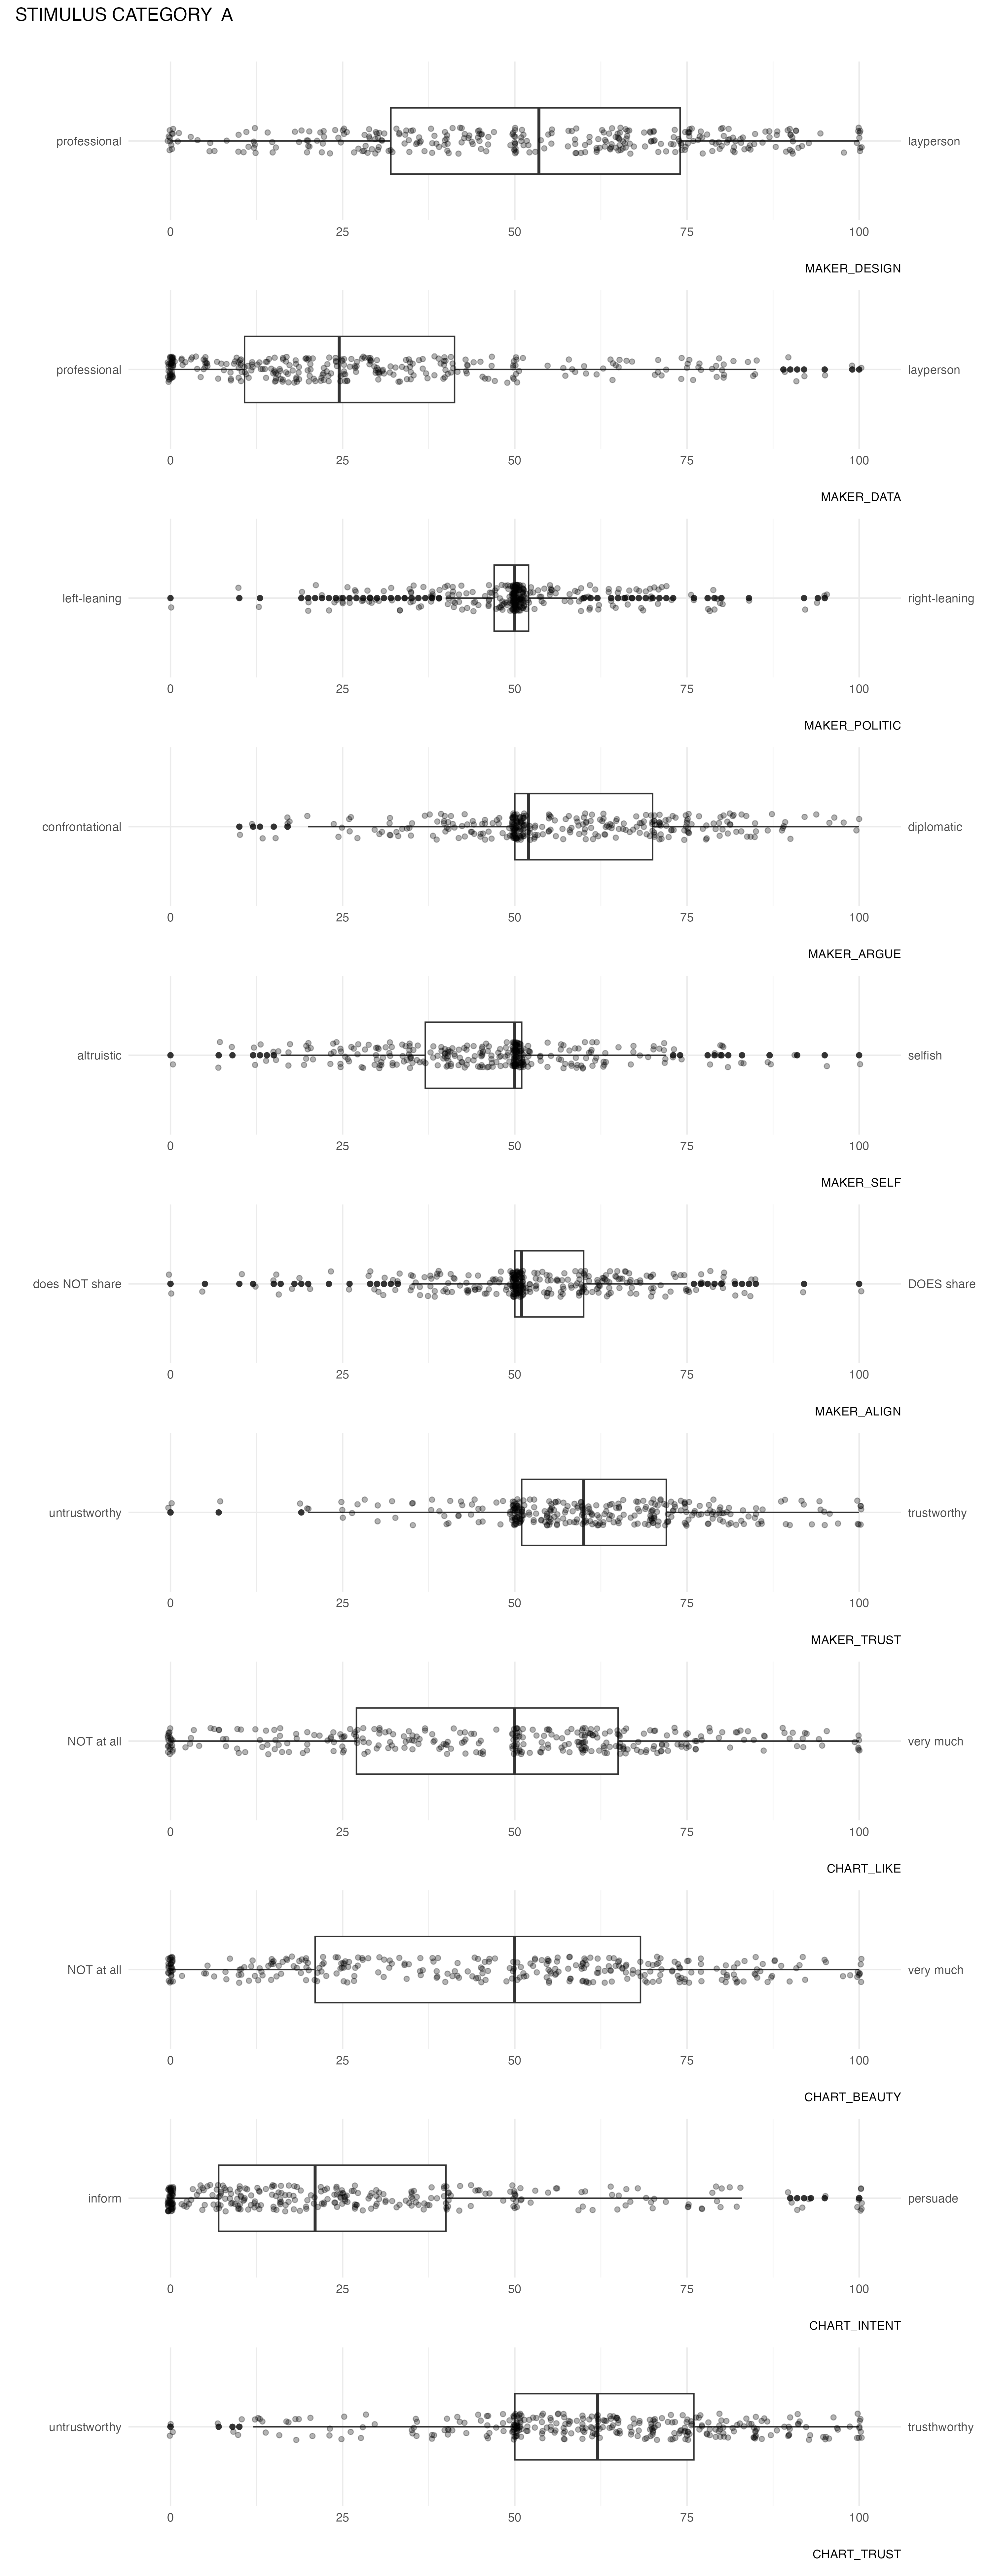 STIMULUS CATEGORY  A
professional layperson
0 25 50 75 100
MAKER_DESIGN
professional layperson
0 25 50 75 100
MAKER_DATA
left-leaning right-leaning
0 25 50 75 100
MAKER_POLITIC
confrontational diplomatic
0 25 50 75 100
MAKER_ARGUE
altruistic selfish
0 25 50 75 100
MAKER_SELF
does NOT share DOES share
0 25 50 75 100
MAKER_ALIGN
untrustworthy trustworthy
0 25 50 75 100
MAKER_TRUST
NOT at all very much
0 25 50 75 100
CHART_LIKE
NOT at all very much
0 25 50 75 100
CHART_BEAUTY
inform persuade
0 25 50 75 100
CHART_INTENT
untrustworthy trusthworthy
0 25 50 75 100
CHART_TRUST